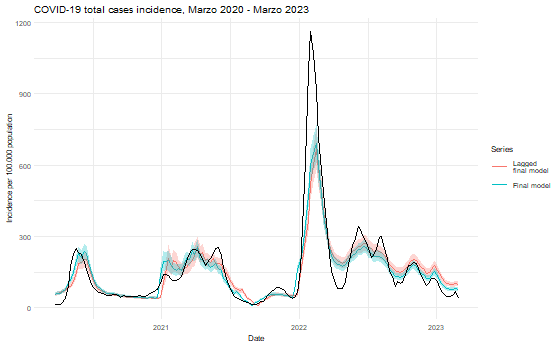 COVID-19 total cases incidence, Marzo 2020 - Marzo 2023
Incidence per 100,000 population
1200
900
600
300
0
2021
2022
2023
Date
Series
Lagged
final model
Final model